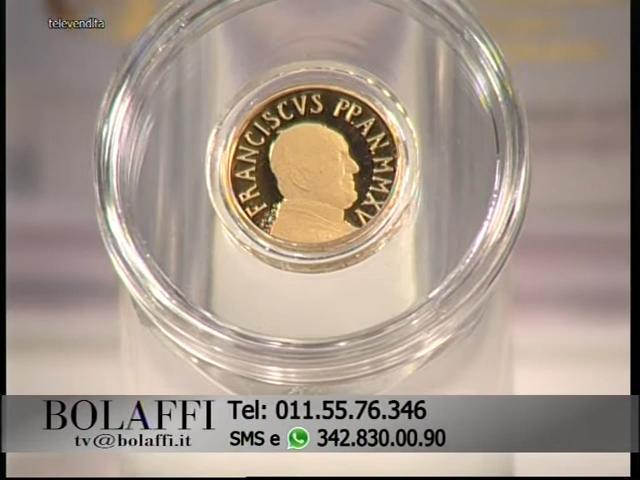 televendita
FRANCISCVS PP.AN.MMXV
BOLAFFI
tv@bolaffi.it
Tel: 011.55.76.346
SMS e 342.830.00.90